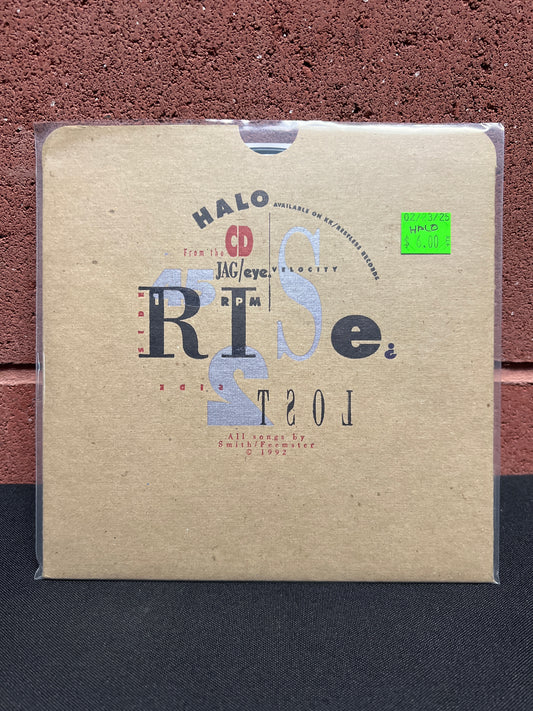 HALO
AVAILABLE ON KK/RESTLESS RECORDS
From the CD
JAG/eye.VELOCITY
45
RPM
SIDE 1
RISe.¿
SIDE 2
LOST
All songs by
Smith/Feemster
© 1992
02/23/25
HALO
$ 6.00